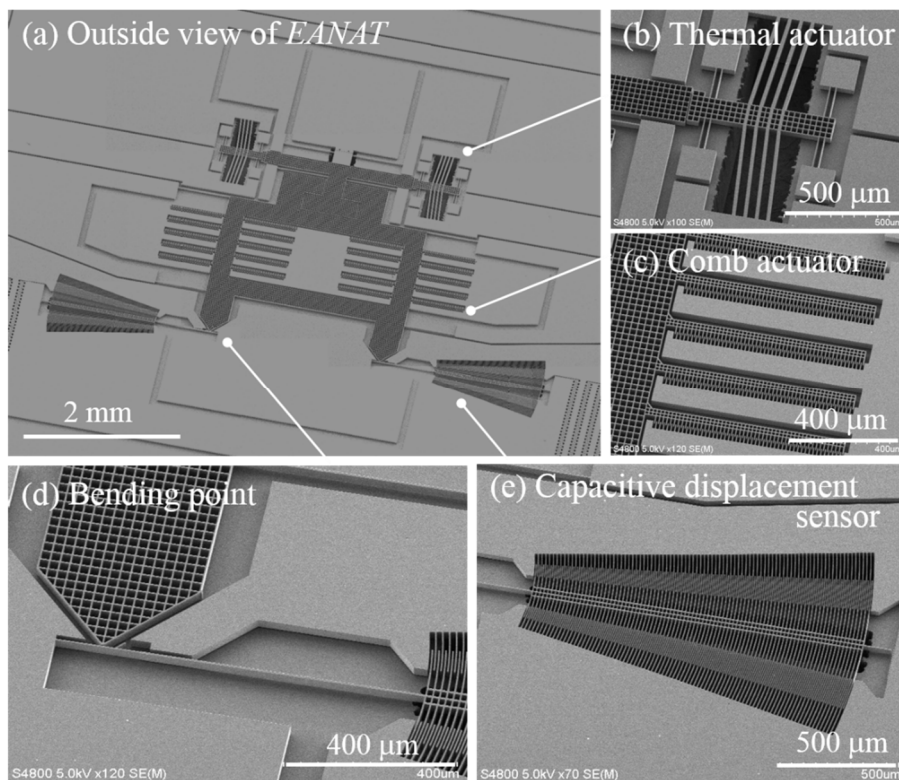 (a) Outside view of EANAT
2 mm
(b) Thermal actuator
500 μm
S4800 5.0kV x100 SE(M)
500um
(c) Comb actuator
400 μm
S4800 5.0kV x120 SE(M)
400um
(d) Bending point
400 μm
S4800 5.0kV x120 SE(M)
400um
(e) Capacitive displacement
sensor
500 μm
S4800 5.0kV x70 SE(M)
500um